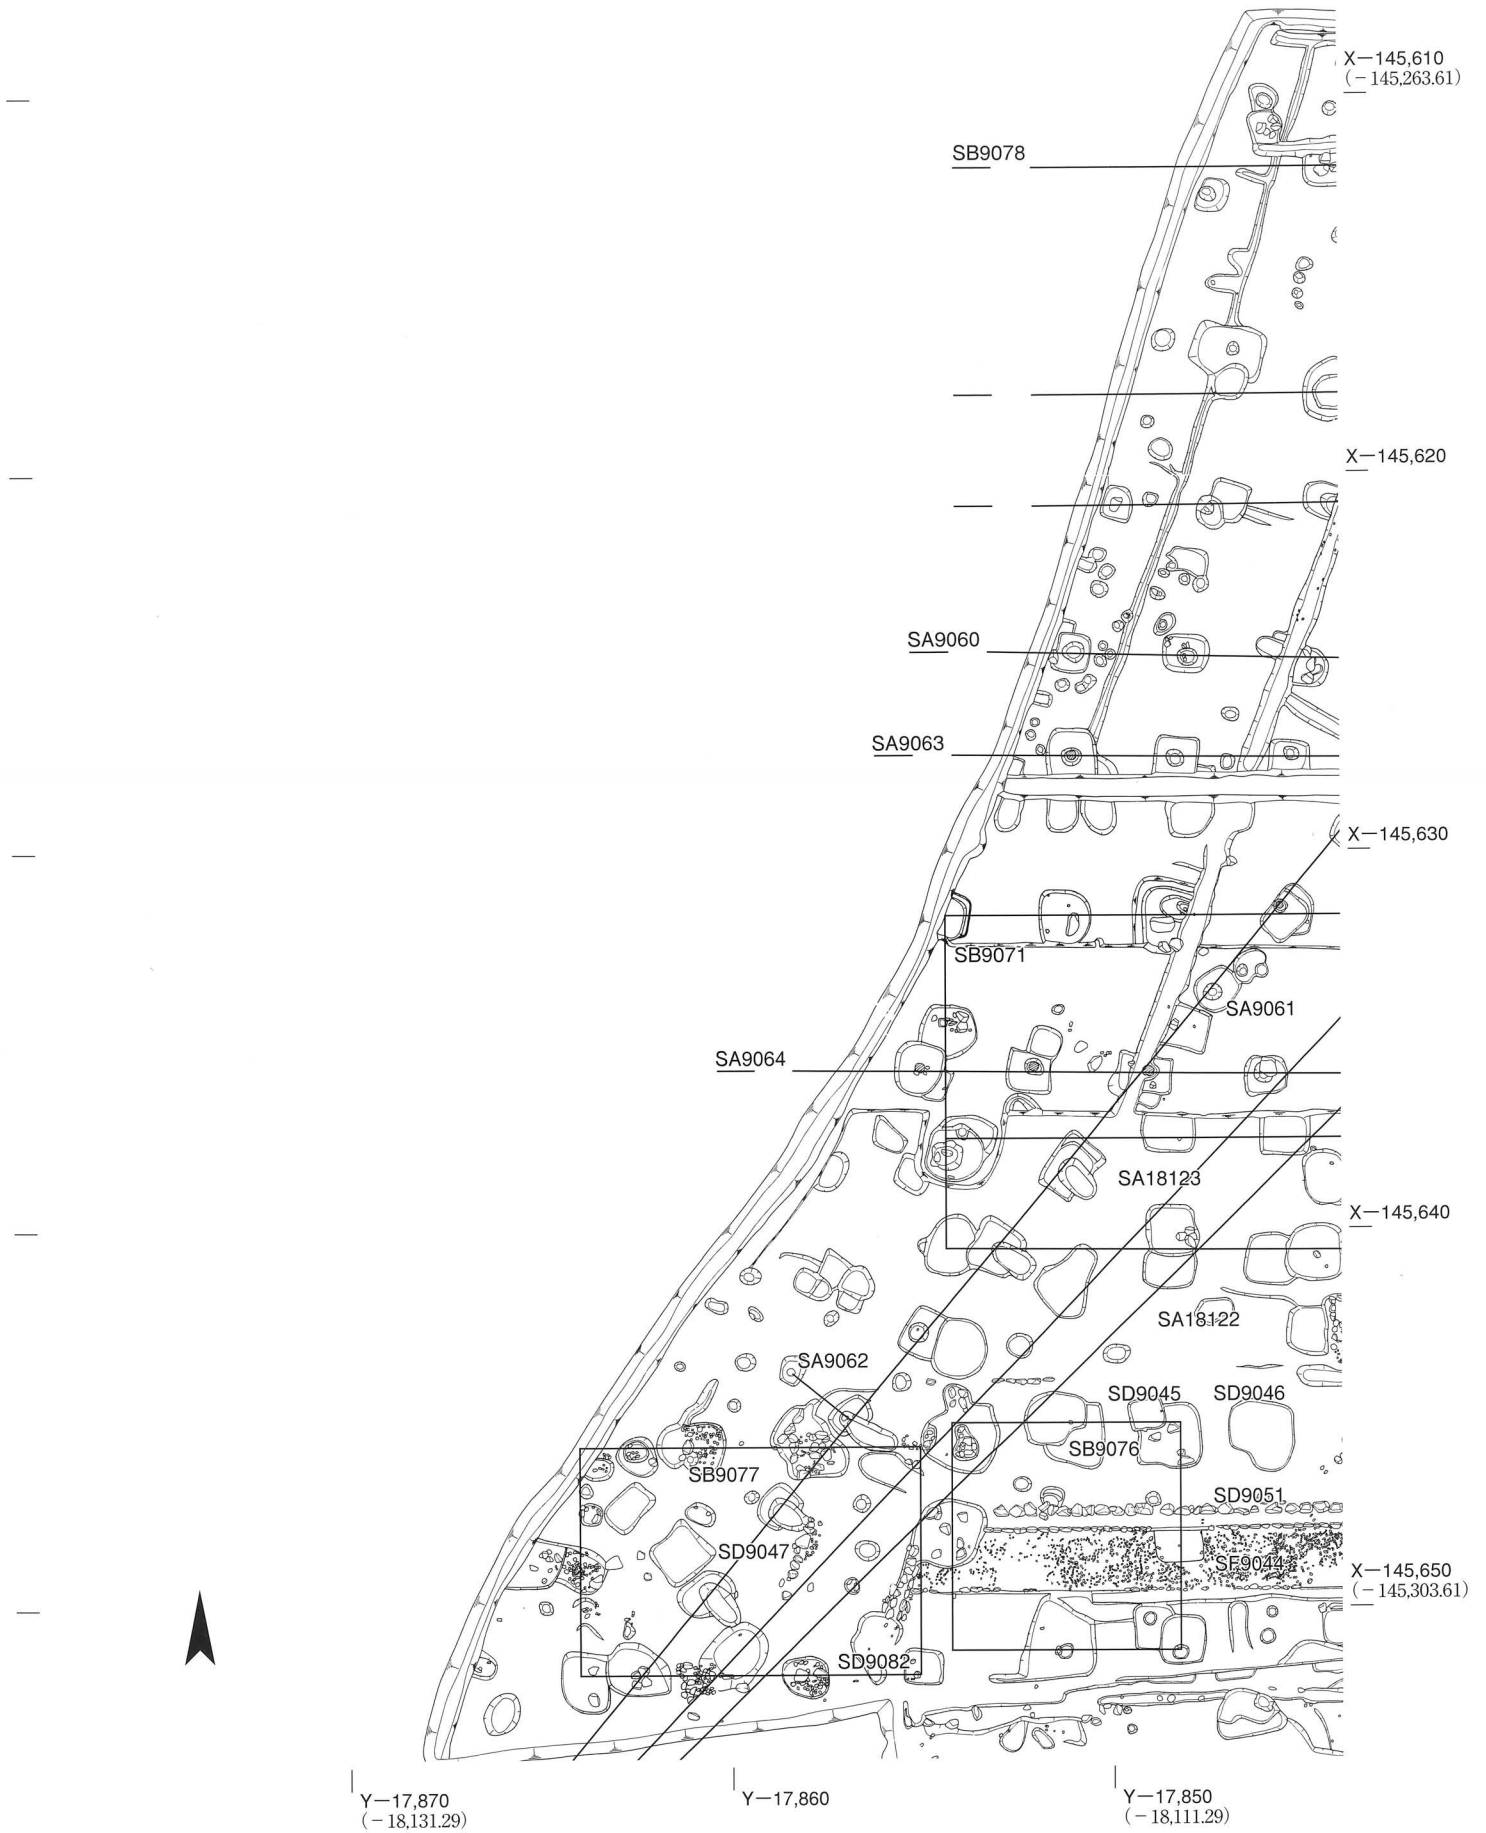 X－145,610
(－145,263.61)
SB9078
X－145,620
SA9060
SA9063
X－145,630
SB9071
SA9061
SA9064
SA18123
X－145,640
SA18122
SA9062
SD9045
SD9046
SB9076
SB9077
SD9051
SD9047
SF9044
X－145,650
(－145,303.61)
SD9082
Y－17,870
(－18,131.29)
Y－17,860
Y－17,850
(－18,111.29)